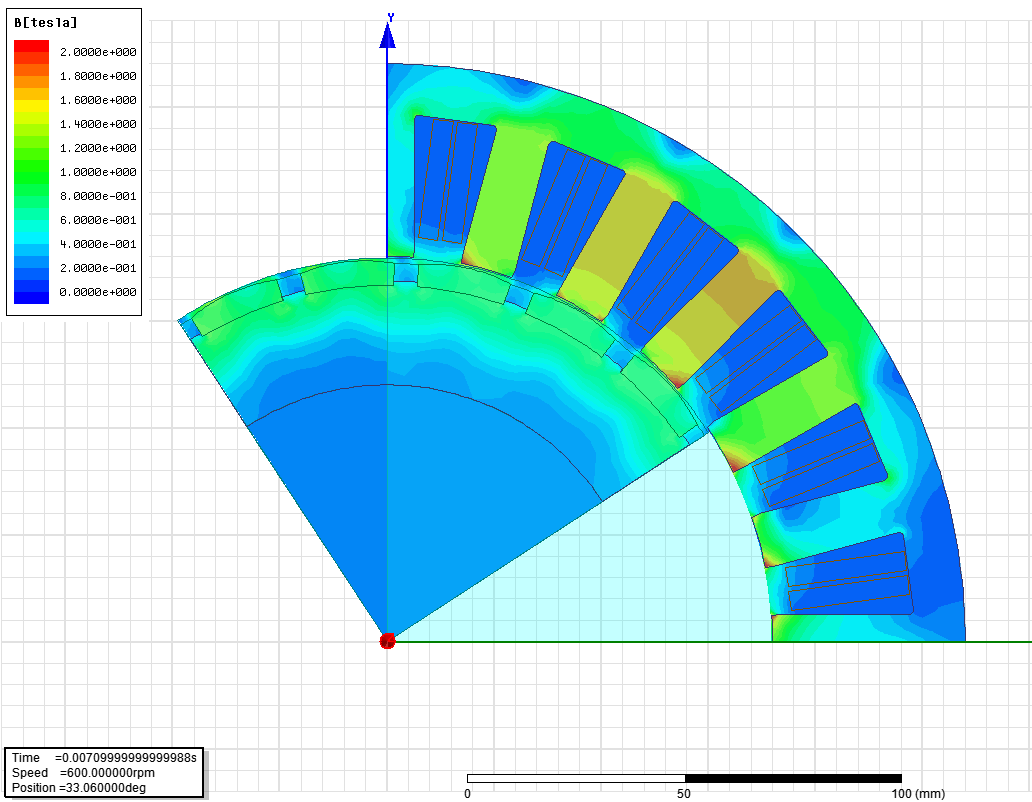 B[tesla]
2.0000e+000
1.8000e+000
1.6000e+000
1.4000e+000
1.2000e+000
1.0000e+000
8.0000e-001
6.0000e-001
4.0000e-001
2.0000e-001
0.0000e+000
Y
Time =0.00709999999999988s
Speed =600.000000rpm
Position =33.060000deg
0 50 100 (mm)